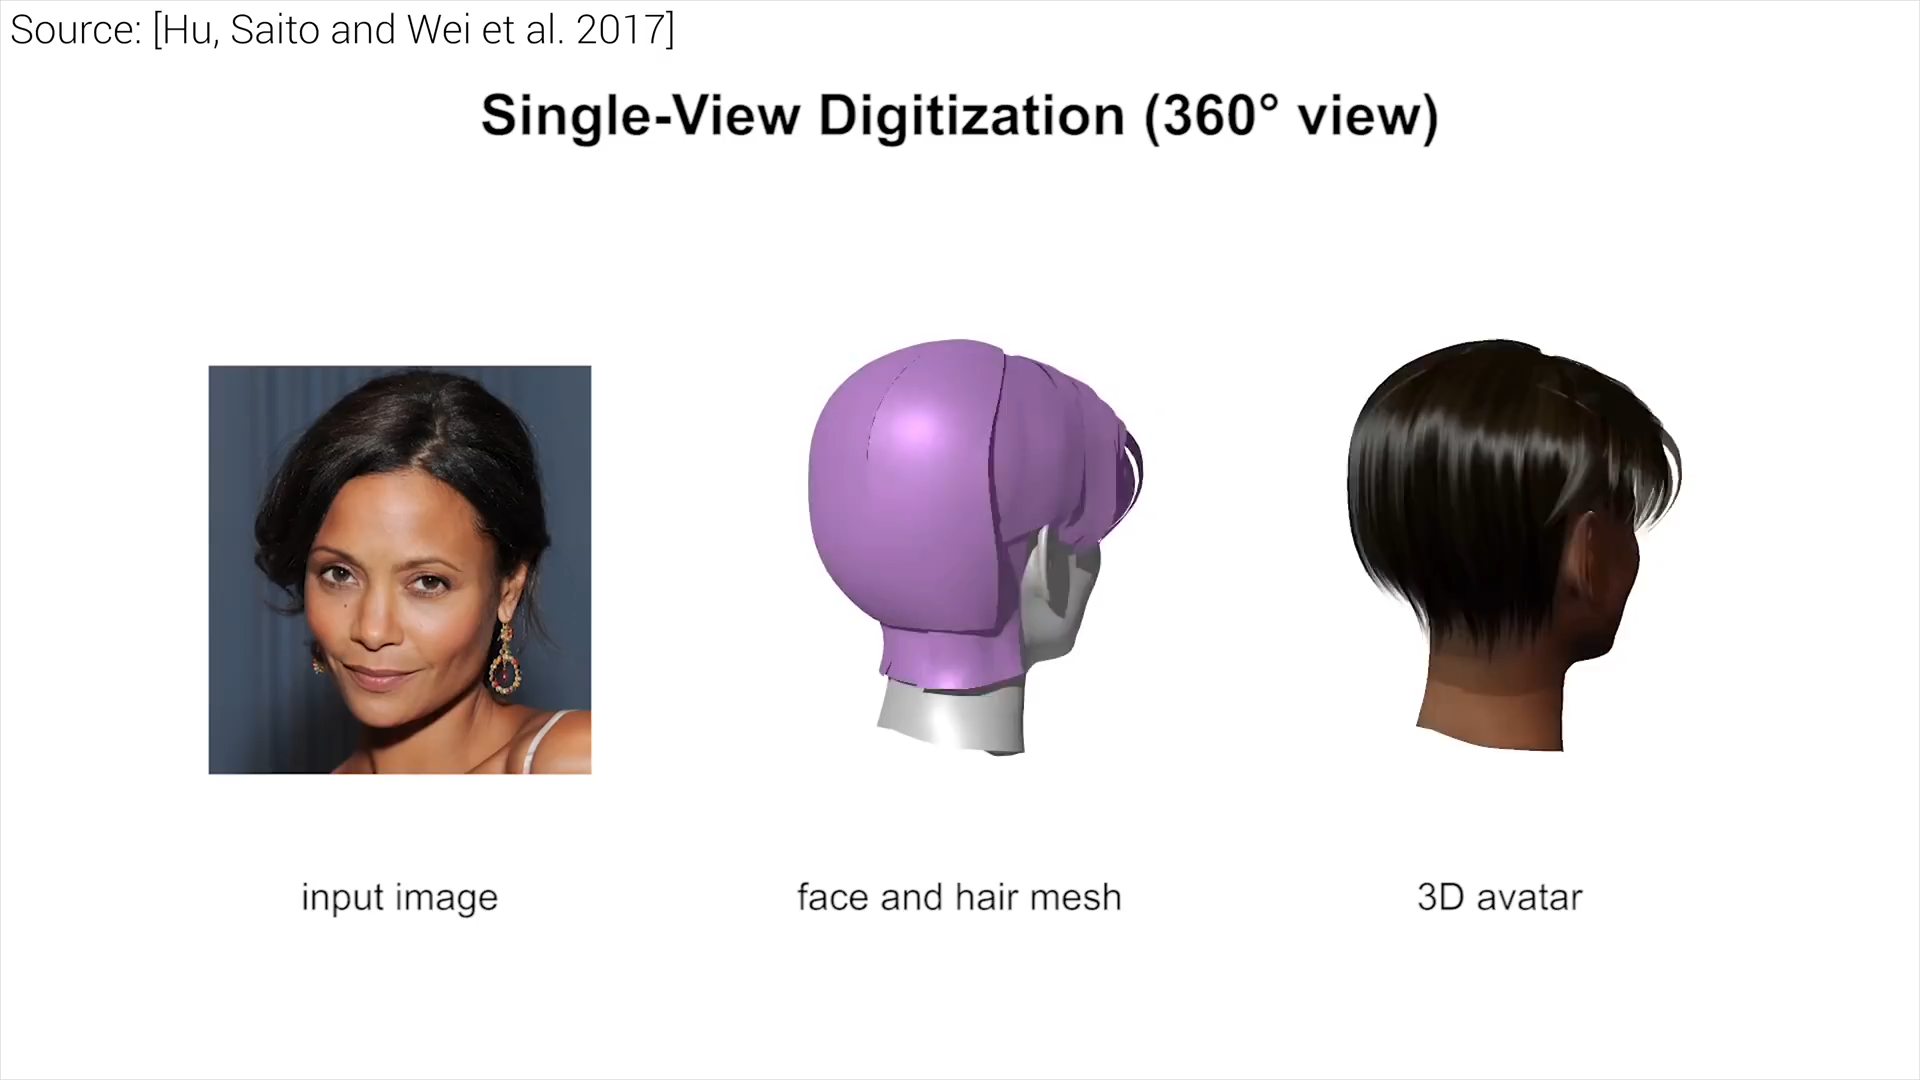 Source: [Hu, Saito and Wei et al. 2017]
Single-View Digitization (360° view)
input image
face and hair mesh
3D avatar